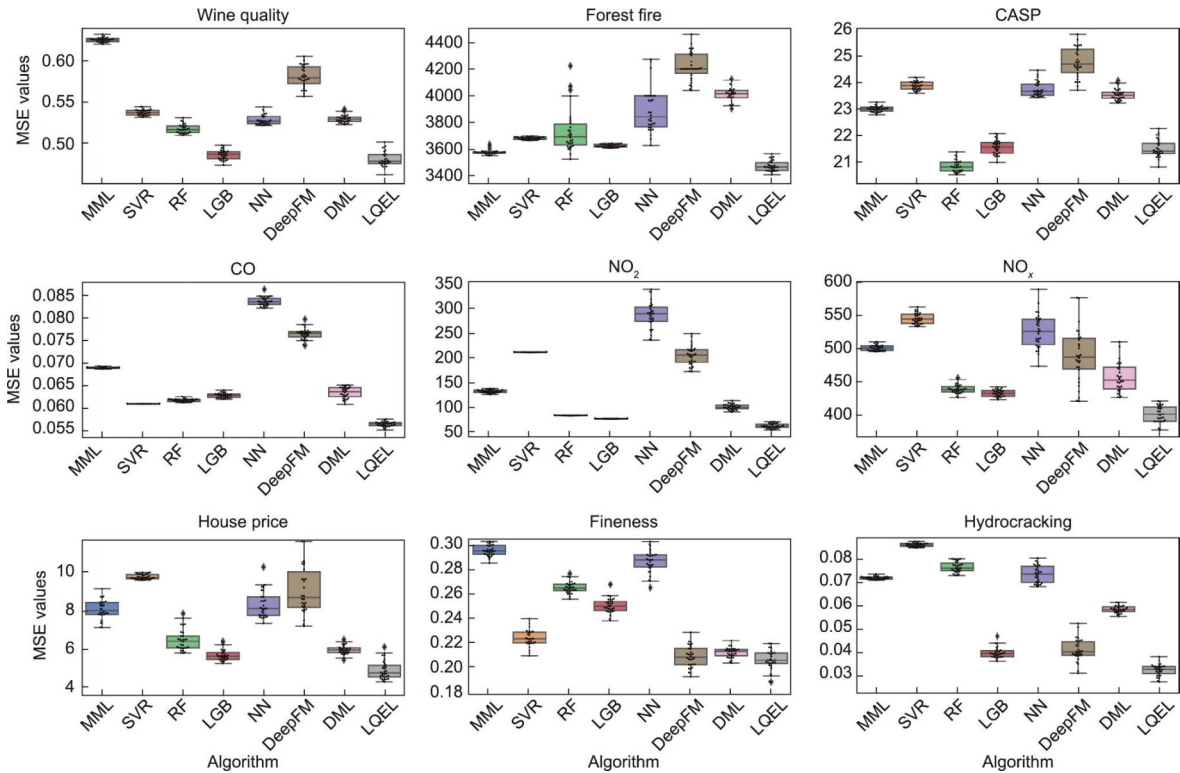 Wine quality
MSE values
0.60
0.55
0.50
MML SVR RF LGB NN DeepFM DML LQEL
Forest fire
4400
4200
4000
3800
3600
3400
MML SVR RF LGB NN DeepFM DML LQEL
CASP
26
25
24
23
22
21
MML SVR RF LGB NN DeepFM DML LQEL
CO
MSE values
0.085
0.080
0.075
0.070
0.065
0.060
0.055
MML SVR RF LGB NN DeepFM DML LQEL
NO2
350
300
250
200
150
100
50
MML SVR RF LGB NN DeepFM DML LQEL
NOx
600
550
500
450
400
MML SVR RF LGB NN DeepFM DML LQEL
House price
MSE values
10
8
6
4
MML SVR RF LGB NN DeepFM DML LQEL
Algorithm
Fineness
0.30
0.28
0.26
0.24
0.22
0.20
0.18
MML SVR RF LGB NN DeepFM DML LQEL
Algorithm
Hydrocracking
0.08
0.07
0.06
0.05
0.04
0.03
MML SVR RF LGB NN DeepFM DML LQEL
Algorithm